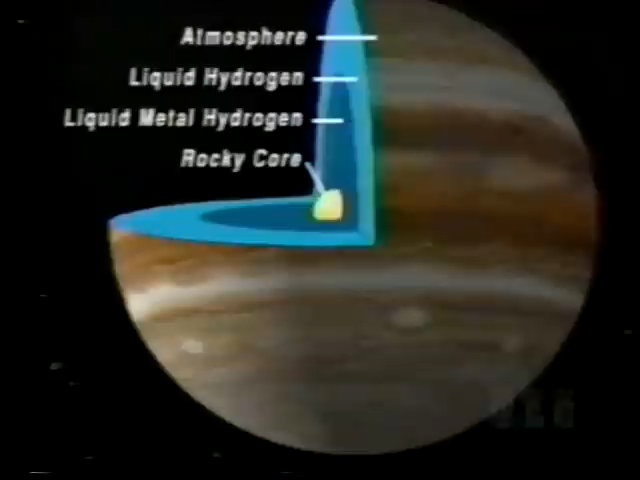 Atmosphere
Liquid Hydrogen
Liquid Metal Hydrogen
Rocky Core